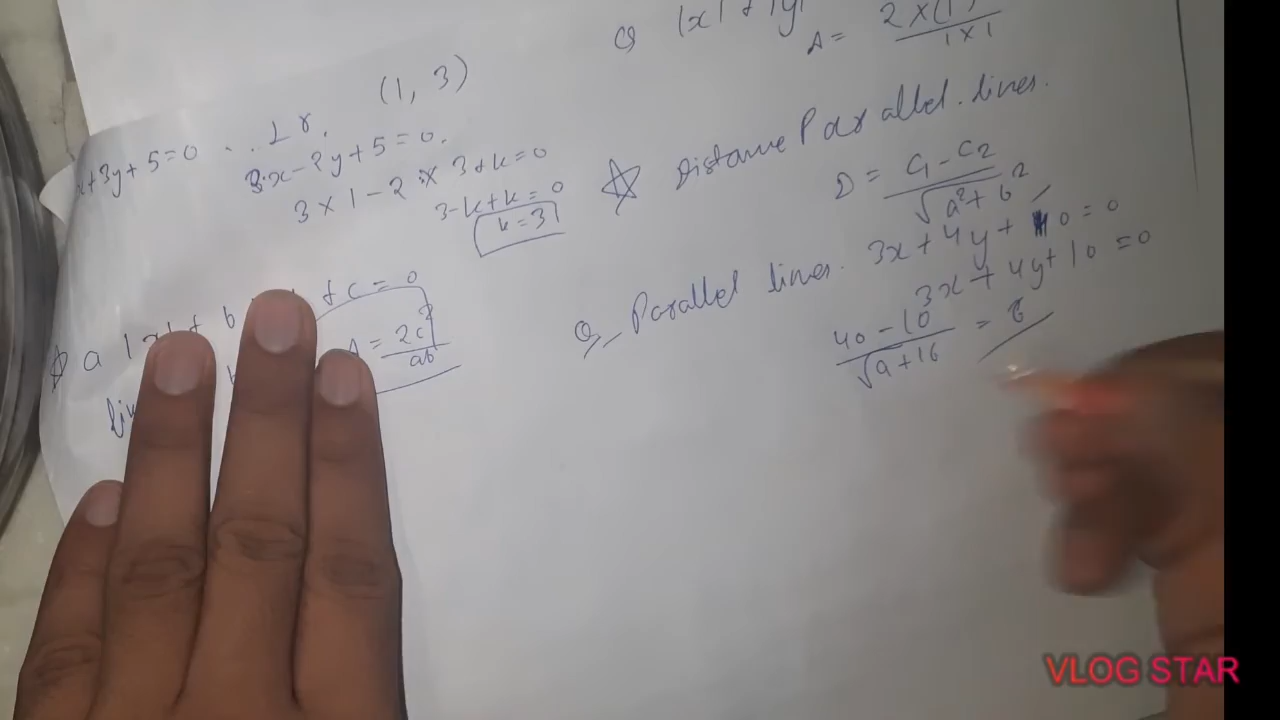 Q |x| + |y|
A = 2 × (1)
1 × 1
(1, 3)
x + 3y + 5 = 0 . . ⊥ r.
3x - 2y + 5 = 0.
3 × 1 - 2 × 3 + k = 0
3 - k + k = 0
k = 3
☆ Distance Parallel. lines.
D = C1 - C2
√a² + b²
Q Parallel lines. 3x + 4y + 40 = 0
3x + 4y + 10 = 0
40 - 10 = 6
√9 + 16
☆ a |x| + b + c = 0
A = 2c²
ab
VLOG STAR